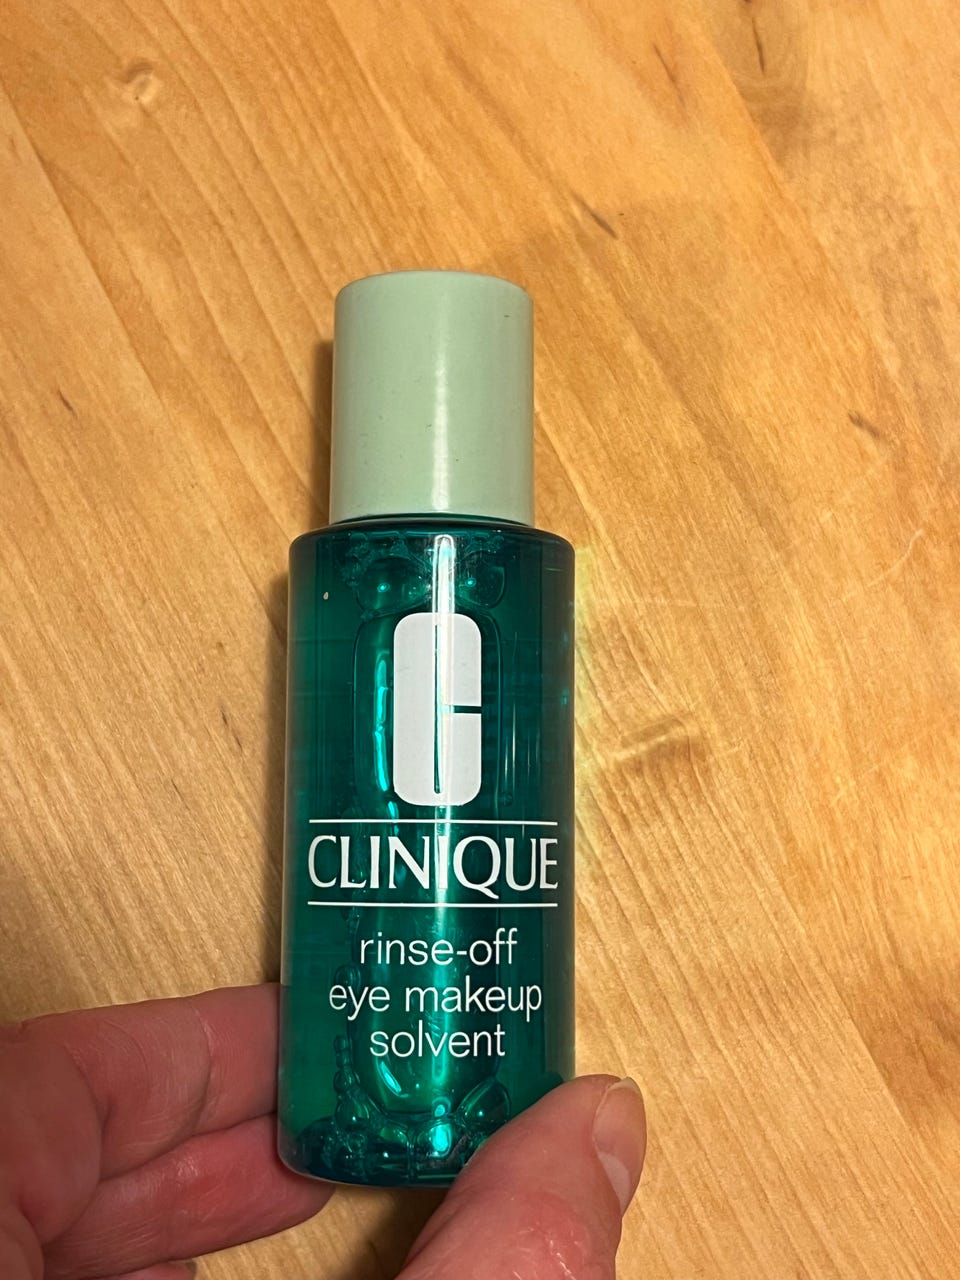 CLINIQUE
rinse-off
eye makeup
solvent